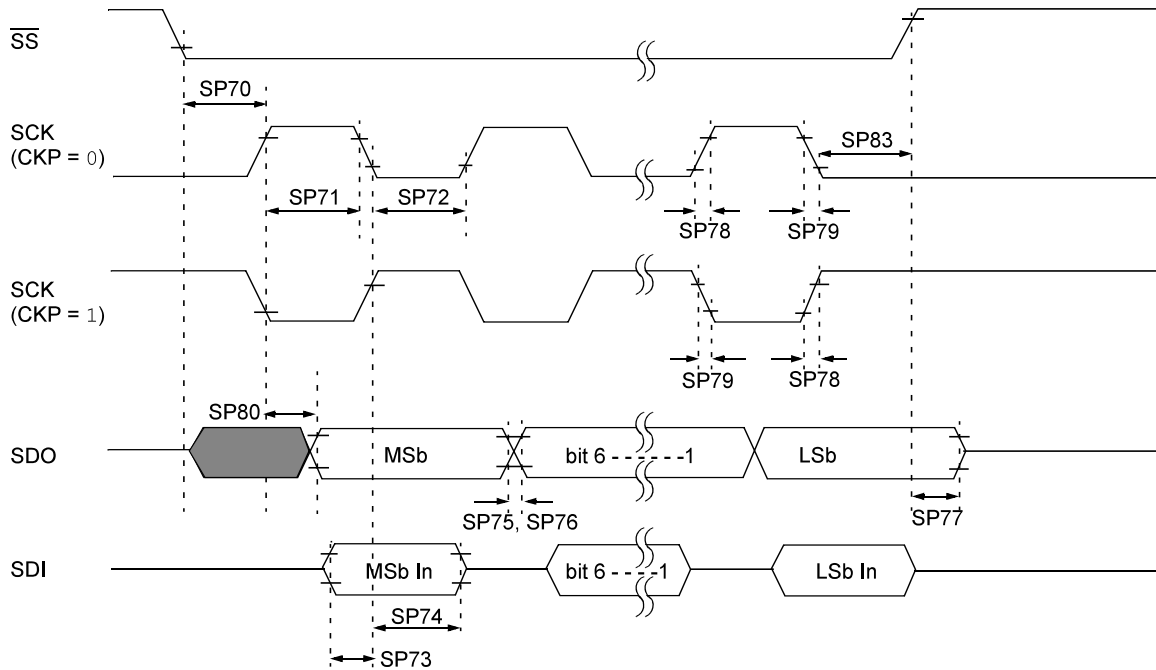 SS
SP70
SCK
(CKP = 0)
SP83
SP71
SP72
SP78
SP79
SCK
(CKP = 1)
SP79
SP78
SP80
SDO
MSb
bit 6 - - - - - -1
LSb
SP75, SP76
SP77
SDI
MSb In
bit 6 - - - - -1
LSb In
SP74
SP73